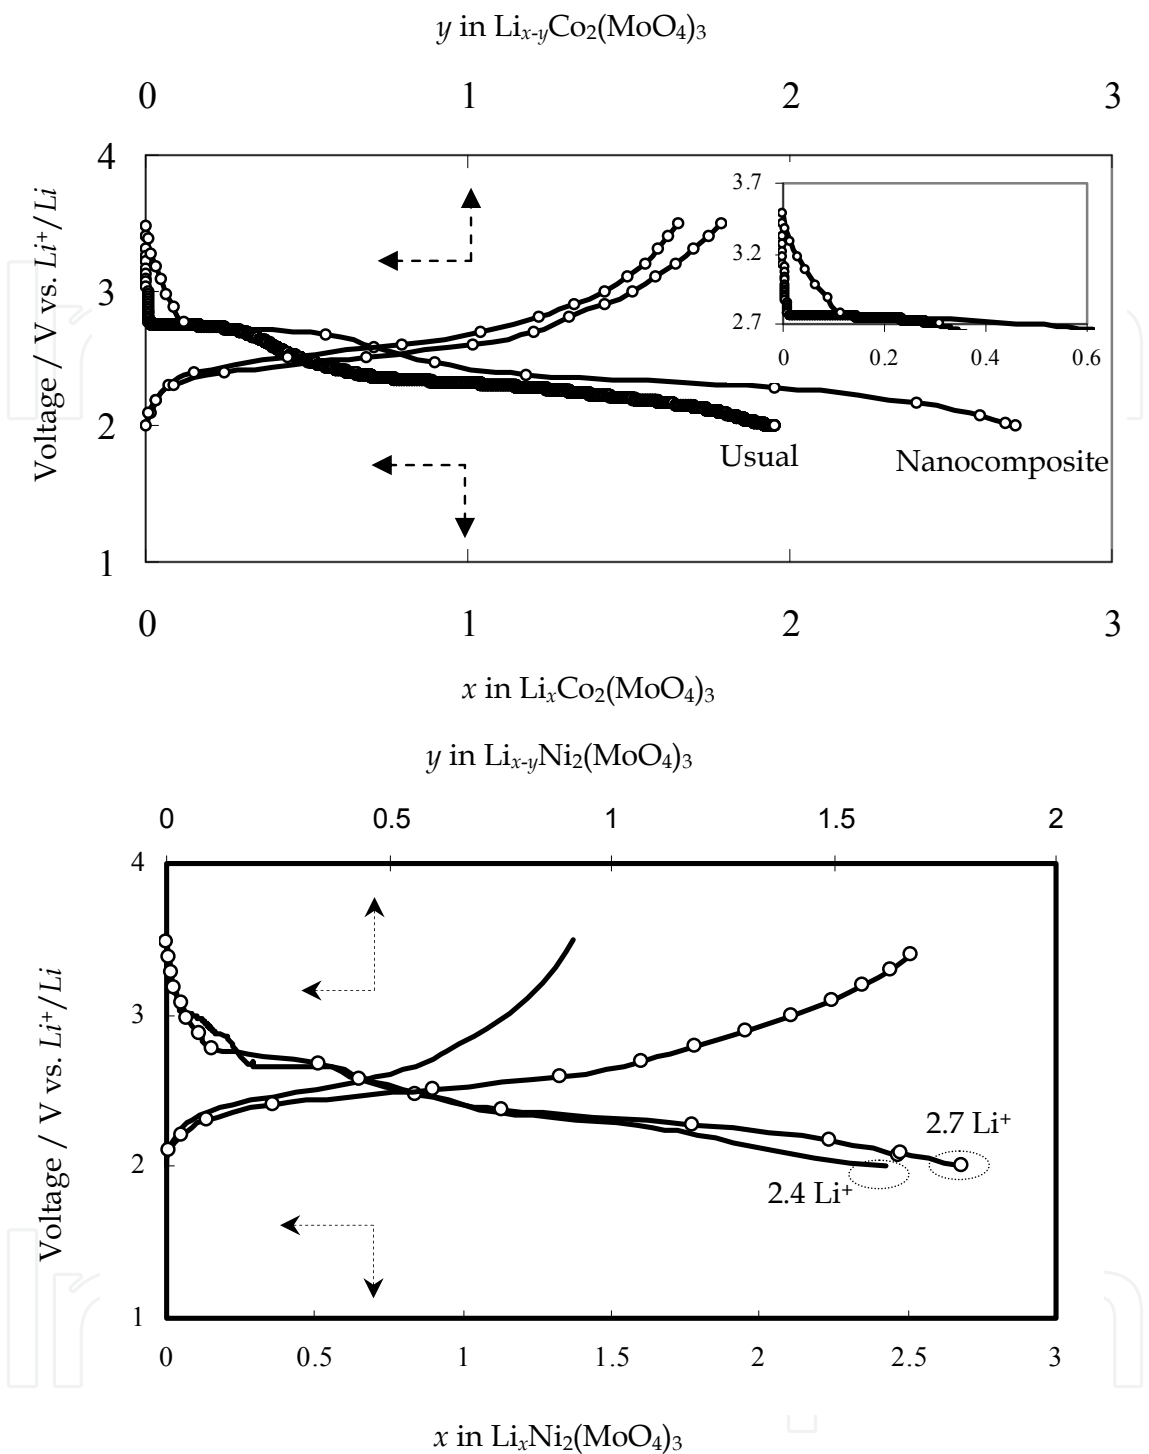 y in Lix-yCo2(MoO4)3
0 1 2 3
4
3
2
1
Voltage / V vs. Li+/Li
3.7
3.2
2.7
0 0.2 0.4 0.6
Usual
Nanocomposite
0 1 2 3
x in LixCo2(MoO4)3
y in Lix-yNi2(MoO4)3
0 0.5 1 1.5 2
4
3
2
1
Voltage / V vs. Li+/Li
2.7 Li+
2.4 Li+
0 0.5 1 1.5 2 2.5 3
x in LixNi2(MoO4)3